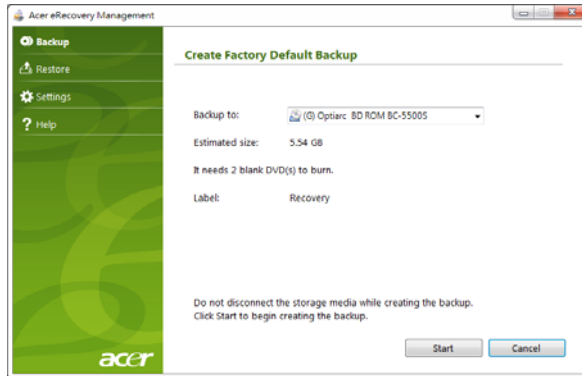 Acer eRecovery Management
Backup
Restore
Settings
Help
Create Factory Default Backup
Backup to: (G) Optiarc BD ROM BC-5500S
Estimated size: 5.54 GB
It needs 2 blank DVD(s) to burn.
Label: Recovery
Do not disconnect the storage media while creating the backup.
Click Start to begin creating the backup.
Start Cancel
acer